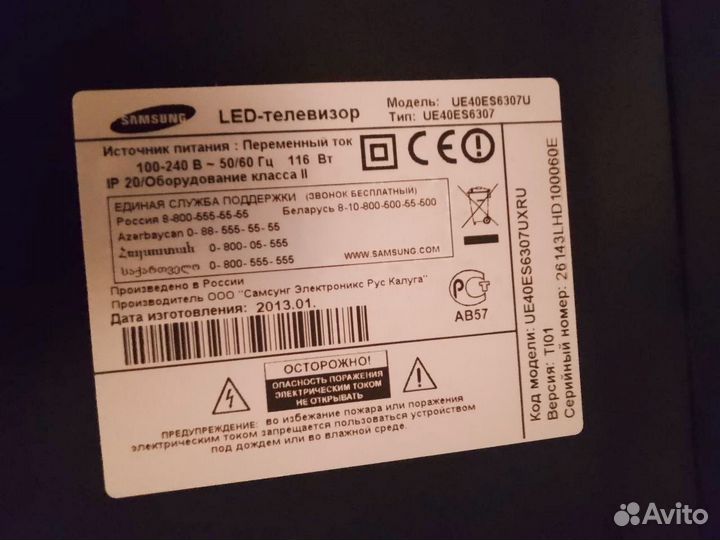 SAMSUNG
LED-телевизор
Модель: UE40ES6307U
Тип: UE40ES6307
Источник питания : Переменный ток
100-240 В ~ 50/60 Гц 116 Вт
IP 20/Оборудование класса II
ЕДИНАЯ СЛУЖБА ПОДДЕРЖКИ (ЗВОНОК БЕСПЛАТНЫЙ)
Россия 8-800-555-55-55 Беларусь 8-10-800-500-55-500
Azərbaycan 0- 88- 555- 55- 55
Հայաստան 0- 800- 05- 555
საქართველო 0- 800- 555- 555
WWW.SAMSUNG.COM
Произведено в России
Производитель ООО "Самсунг Электроникс Рус Калуга"
Дата изготовления: 2013.01.
АВ57
ОСТОРОЖНО!
ОПАСНОСТЬ ПОРАЖЕНИЯ
ЭЛЕКТРИЧЕСКИМ ТОКОМ
НЕ ОТКРЫВАТЬ
ПРЕДУПРЕЖДЕНИЕ: во избежание пожара или поражения
электрическим током запрещается пользоваться устройством
под дождем или во влажной среде.
Код модели: UE40ES6307UXRU
Версия: TI01
Серийный номер: 26143LHD100060E
Avito